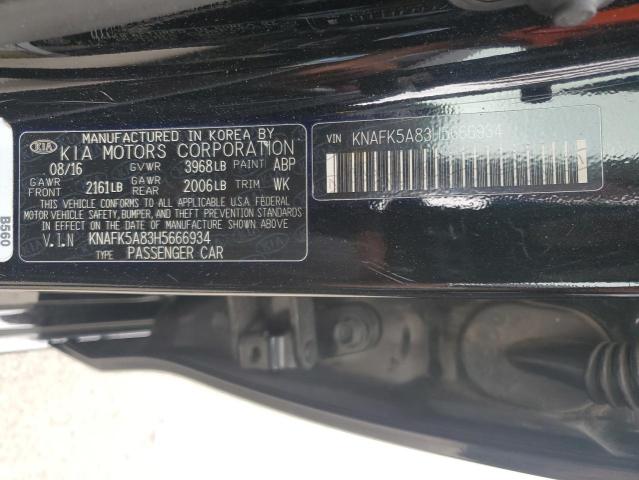 MANUFACTURED IN KOREA BY
KIA KIA MOTORS CORPORATION
08/16 GVWR 3968LB PAINT ABP
GAWR FRONT 2161LB GAWR REAR 2006LB TRIM WK
THIS VEHICLE CONFORMS TO ALL APPLICABLE U.S.A FEDERAL
MOTOR VEHICLE SAFETY, BUMPER, AND THEFT PREVENTION STANDARDS
IN EFFECT ON THE DATE OF MANUFACTURE SHOWN ABOVE
V.I.N KNAFK5A83H5666934
TYPE PASSENGER CAR
VIN KNAFK5A83H5666934
B560